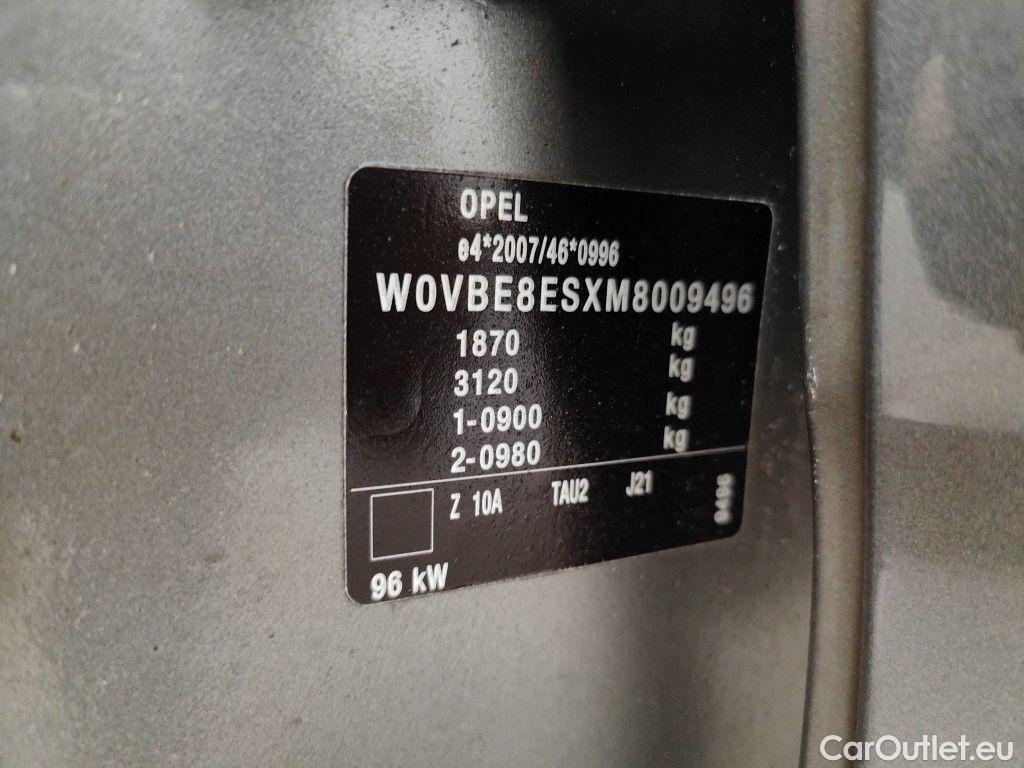 OPEL
e4*2007/46*0996
W0VBE8ESXM8009496
1870 kg
3120 kg
1-0900 kg
2-0980 kg
Z 10A TAU2 J21
9496
96 kW
CarOutlet.eu